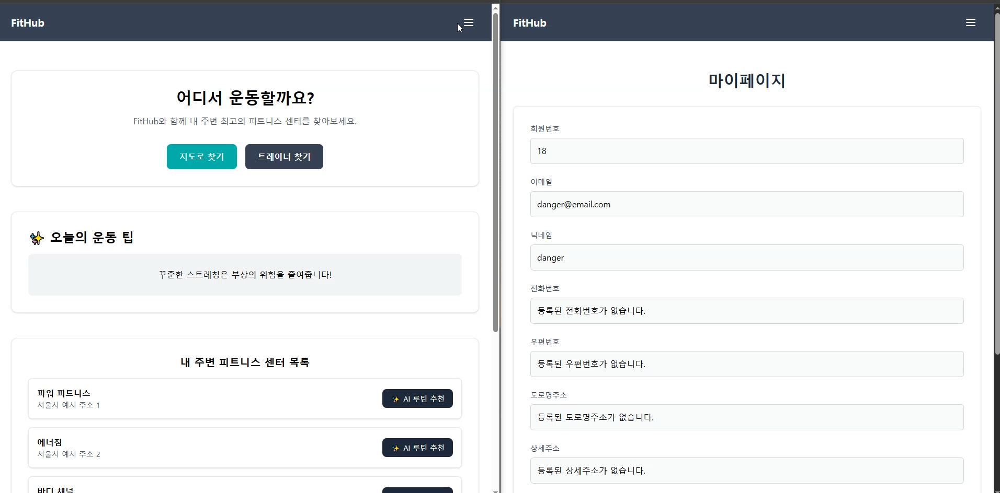 FitHub
어디서 운동할까요?
FitHub와 함께 내 주변 최고의 피트니스 센터를 찾아보세요.
지도로 찾기
트레이너 찾기
✨ 오늘의 운동 팁
꾸준한 스트레칭은 부상의 위험을 줄여줍니다!
내 주변 피트니스 센터 목록
파워 피트니스
서울시 예시 주소 1
✨ AI 루틴 추천
에너짐
서울시 예시 주소 2
✨ AI 루틴 추천
FitHub
마이페이지
회원번호
18
이메일
danger@email.com
닉네임
danger
전화번호
등록된 전화번호가 없습니다.
우편번호
등록된 우편번호가 없습니다.
도로명주소
등록된 도로명주소가 없습니다.
상세주소
등록된 상세주소가 없습니다.